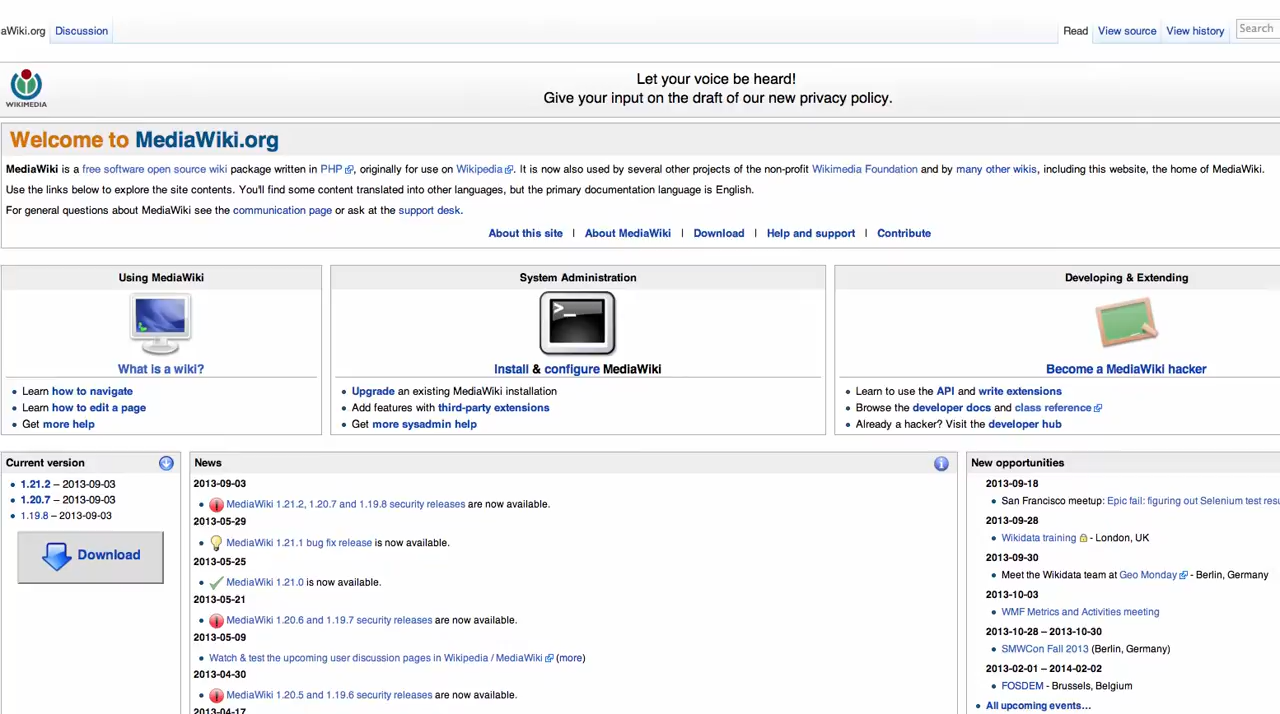 aWiki.org Discussion Read View source View history Search
WIKIMEDIA
Let your voice be heard!
Give your input on the draft of our new privacy policy.
Welcome to MediaWiki.org
MediaWiki is a free software open source wiki package written in PHP, originally for use on Wikipedia. It is now also used by several other projects of the non-profit Wikimedia Foundation and by many other wikis, including this website, the home of MediaWiki.
Use the links below to explore the site contents. You'll find some content translated into other languages, but the primary documentation language is English.
For general questions about MediaWiki see the communication page or ask at the support desk.
About this site | About MediaWiki | Download | Help and support | Contribute
Using MediaWiki
What is a wiki?
• Learn how to navigate
• Learn how to edit a page
• Get more help
System Administration
>_
Install & configure MediaWiki
• Upgrade an existing MediaWiki installation
• Add features with third-party extensions
• Get more sysadmin help
Developing & Extending
Become a MediaWiki hacker
• Learn to use the API and write extensions
• Browse the developer docs and class reference
• Already a hacker? Visit the developer hub
Current version
• 1.21.2 – 2013-09-03
• 1.20.7 – 2013-09-03
• 1.19.8 – 2013-09-03
Download
News
2013-09-03
• MediaWiki 1.21.2, 1.20.7 and 1.19.8 security releases are now available.
2013-05-29
• MediaWiki 1.21.1 bug fix release is now available.
2013-05-25
• MediaWiki 1.21.0 is now available.
2013-05-21
• MediaWiki 1.20.6 and 1.19.7 security releases are now available.
2013-05-09
• Watch & test the upcoming user discussion pages in Wikipedia / MediaWiki (more)
2013-04-30
• MediaWiki 1.20.5 and 1.19.6 security releases are now available.
2013-04-17
New opportunities
2013-09-18
• San Francisco meetup: Epic fail: figuring out Selenium test resu
2013-09-28
• Wikidata training - London, UK
2013-09-30
• Meet the Wikidata team at Geo Monday - Berlin, Germany
2013-10-03
• WMF Metrics and Activities meeting
2013-10-28 – 2013-10-30
• SMWCon Fall 2013 (Berlin, Germany)
2013-02-01 – 2014-02-02
• FOSDEM - Brussels, Belgium
• All upcoming events…